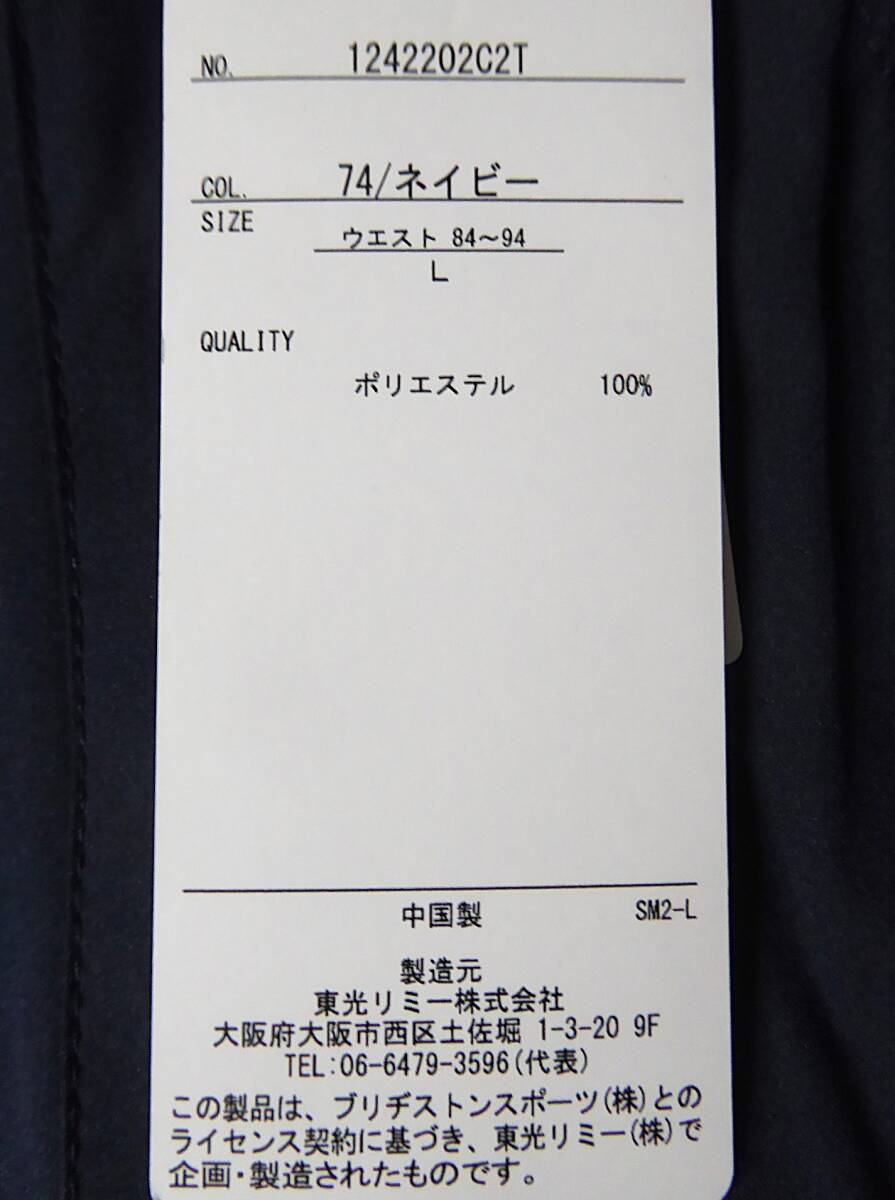 NO. 1242202C2T
COL. 74/ネイビー
SIZE
ウエスト 84～94
L
QUALITY
ポリエステル 100%
中国製 SM2-L
製造元
東光リミー株式会社
大阪府大阪市西区土佐堀 1-3-20 9F
TEL:06-6479-3596(代表)
この製品は、ブリヂストンスポーツ(株)との
ライセンス契約に基づき、東光リミー(株)で
企画・製造されたものです。